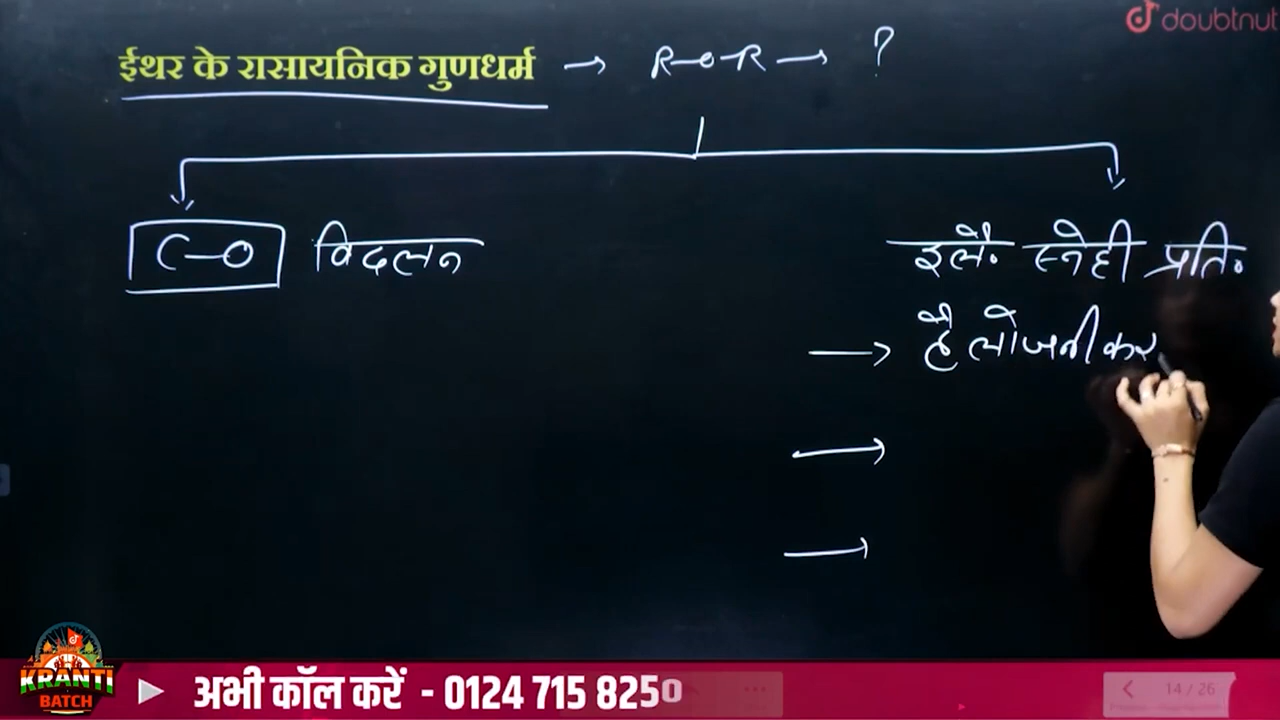 doubtnut
ईथर के रासायनिक गुणधर्म → R-O-R → ?
C-O विदलन
इलै॰ स्नेही प्रति॰
→ हैलोजनीकर
→
→
KRANTI
BATCH
अभी कॉल करें - 0124 715 8250
14 / 26